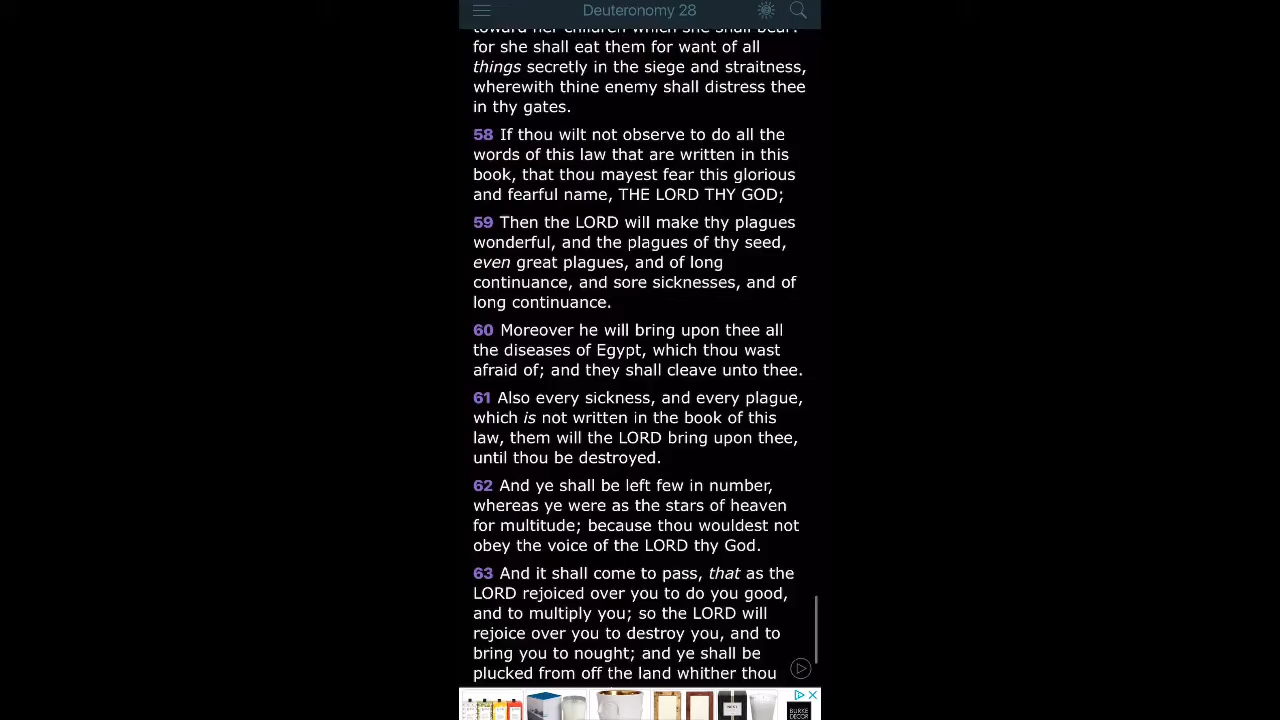 Deuteronomy 28
toward her children which she shall bear:
for she shall eat them for want of all
things secretly in the siege and straitness,
wherewith thine enemy shall distress thee
in thy gates.
58 If thou wilt not observe to do all the
words of this law that are written in this
book, that thou mayest fear this glorious
and fearful name, THE LORD THY GOD;
59 Then the LORD will make thy plagues
wonderful, and the plagues of thy seed,
even great plagues, and of long
continuance, and sore sicknesses, and of
long continuance.
60 Moreover he will bring upon thee all
the diseases of Egypt, which thou wast
afraid of; and they shall cleave unto thee.
61 Also every sickness, and every plague,
which is not written in the book of this
law, them will the LORD bring upon thee,
until thou be destroyed.
62 And ye shall be left few in number,
whereas ye were as the stars of heaven
for multitude; because thou wouldest not
obey the voice of the LORD thy God.
63 And it shall come to pass, that as the
LORD rejoiced over you to do you good,
and to multiply you; so the LORD will
rejoice over you to destroy you, and to
bring you to nought; and ye shall be
plucked from off the land whither thou
BURKE
DECOR